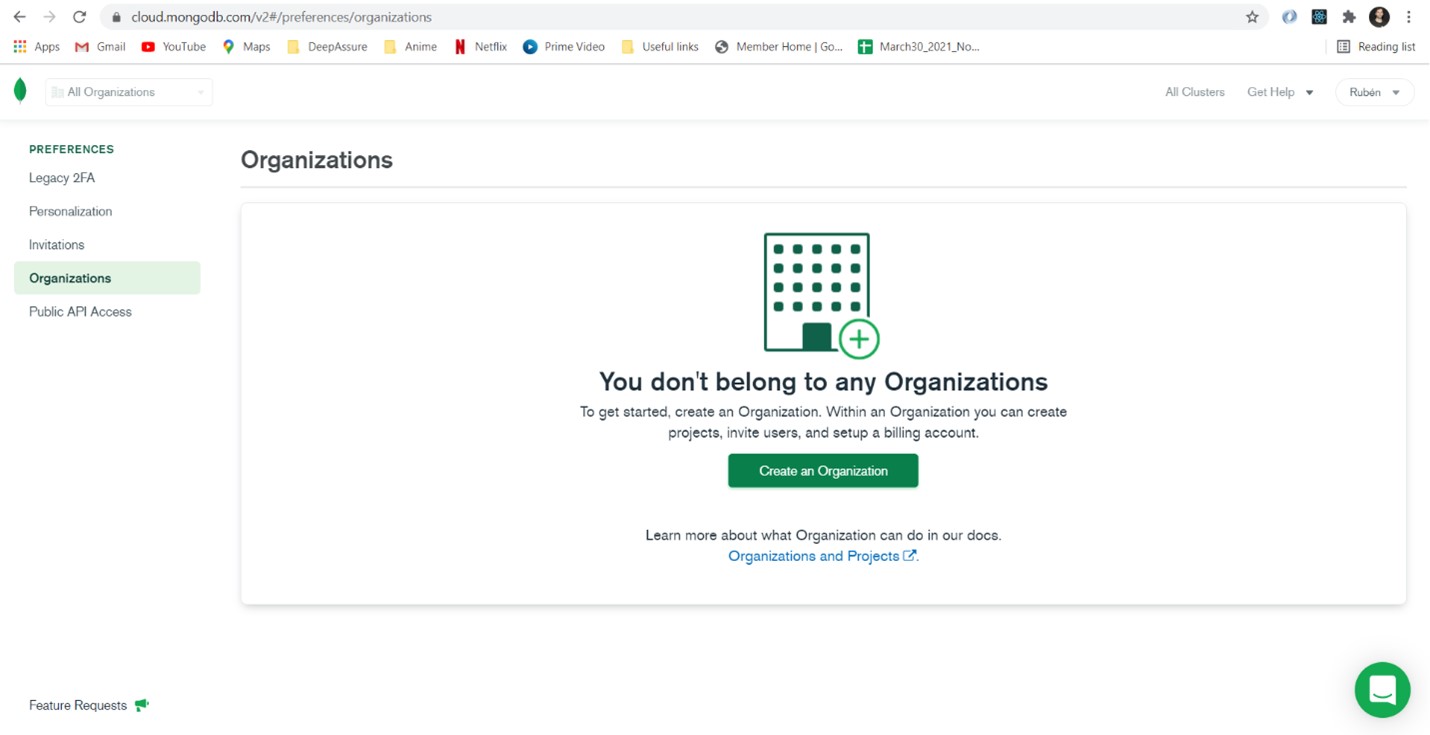 cloud.mongodb.com/v2#/preferences/organizations
Apps Gmail YouTube Maps DeepAssure Anime Netflix Prime Video Useful links Member Home | Go... March30_2021_No... Reading list
All Organizations All Clusters Get Help Rubén
PREFERENCES
Legacy 2FA
Personalization
Invitations
Organizations
Public API Access
Feature Requests
Organizations
You don't belong to any Organizations
To get started, create an Organization. Within an Organization you can create
projects, invite users, and setup a billing account.
Create an Organization
Learn more about what Organization can do in our docs.
Organizations and Projects.